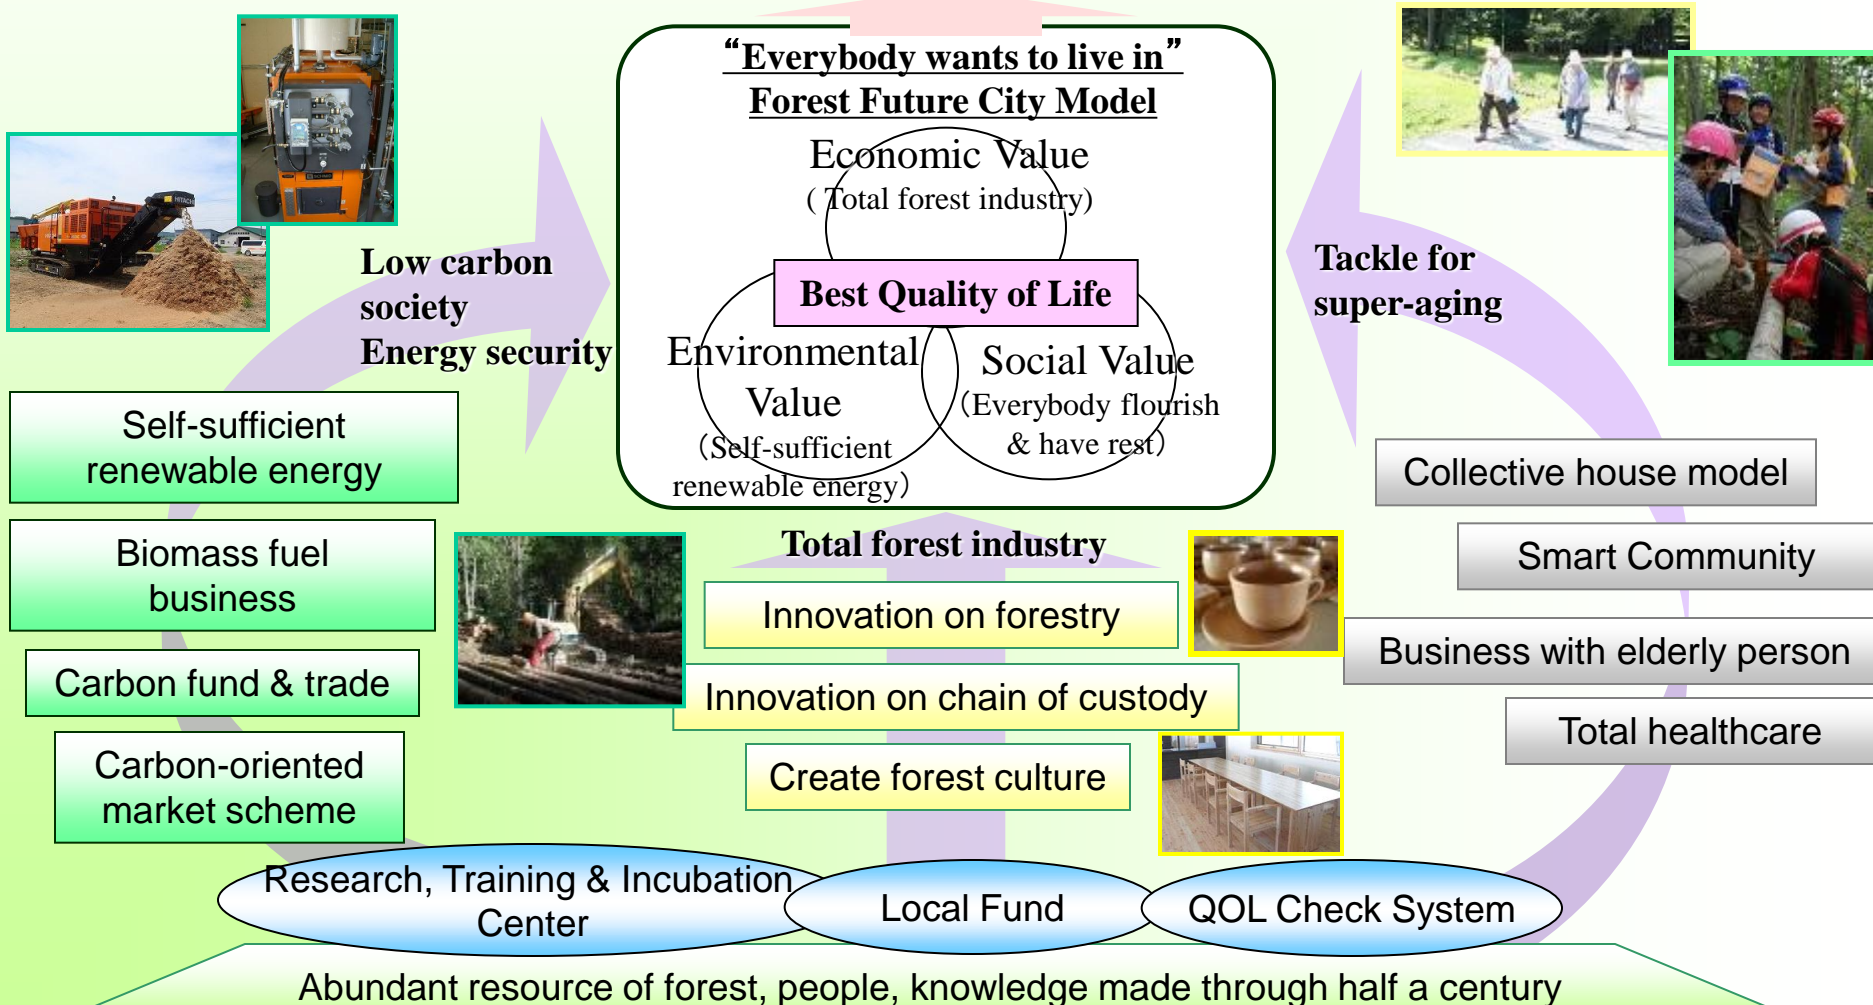 “Everybody wants to live in”
Forest Future City Model
Economic Value
( Total forest industry)
Best Quality of Life
Environmental
Value
（Self-sufficient
renewable energy）
Social Value
（Everybody flourish
& have rest）
Low carbon
society
Energy security
Tackle for
super-aging
HITACHI
Self-sufficient
renewable energy
Biomass fuel
business
Carbon fund & trade
Carbon-oriented
market scheme
Total forest industry
Innovation on forestry
Innovation on chain of custody
Create forest culture
Collective house model
Smart Community
Business with elderly person
Total healthcare
Research, Training & Incubation
Center
Local Fund
QOL Check System
Abundant resource of forest, people, knowledge made through half a century